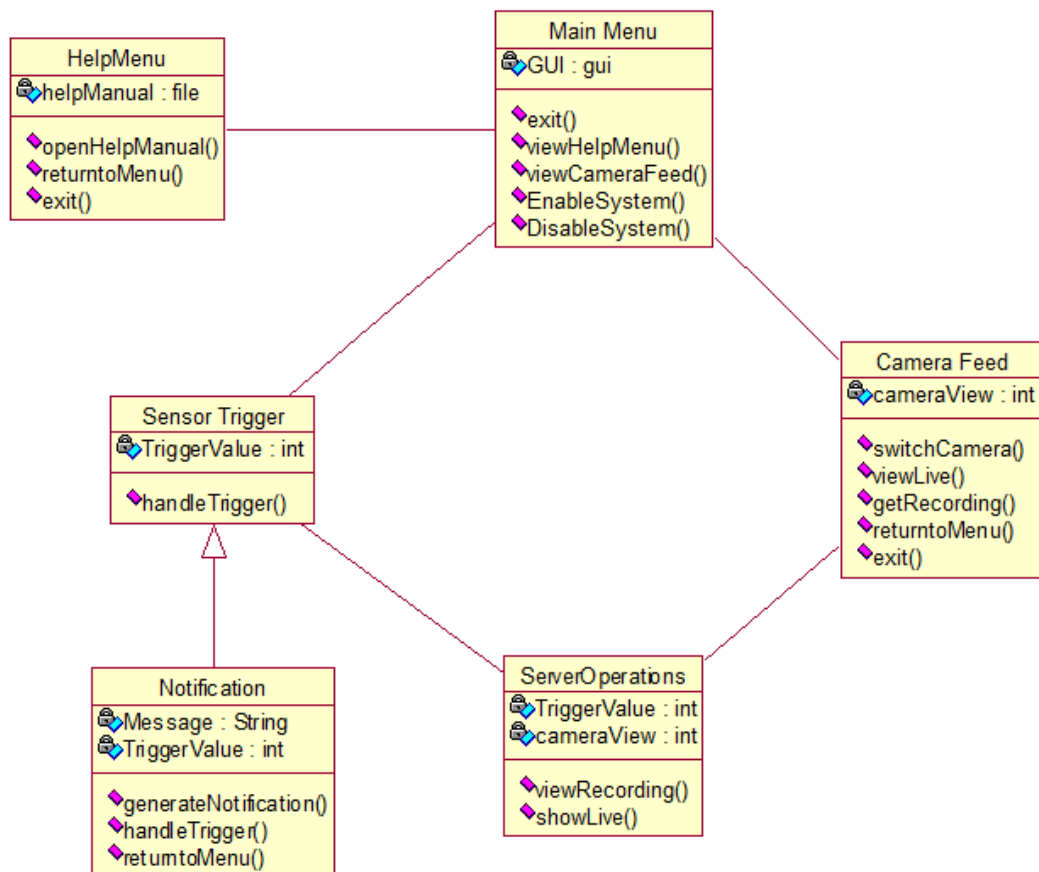 HelpMenu
helpManual : file
openHelpManual()
returntoMenu()
exit()
Main Menu
GUI : gui
exit()
viewHelpMenu()
viewCameraFeed()
EnableSystem()
DisableSystem()
Camera Feed
cameraView : int
switchCamera()
viewLive()
getRecording()
returntoMenu()
exit()
Sensor Trigger
TriggerValue : int
handleTrigger()
Notification
Message : String
TriggerValue : int
generateNotification()
handleTrigger()
returntoMenu()
ServerOperations
TriggerValue : int
cameraView : int
viewRecording()
showLive()